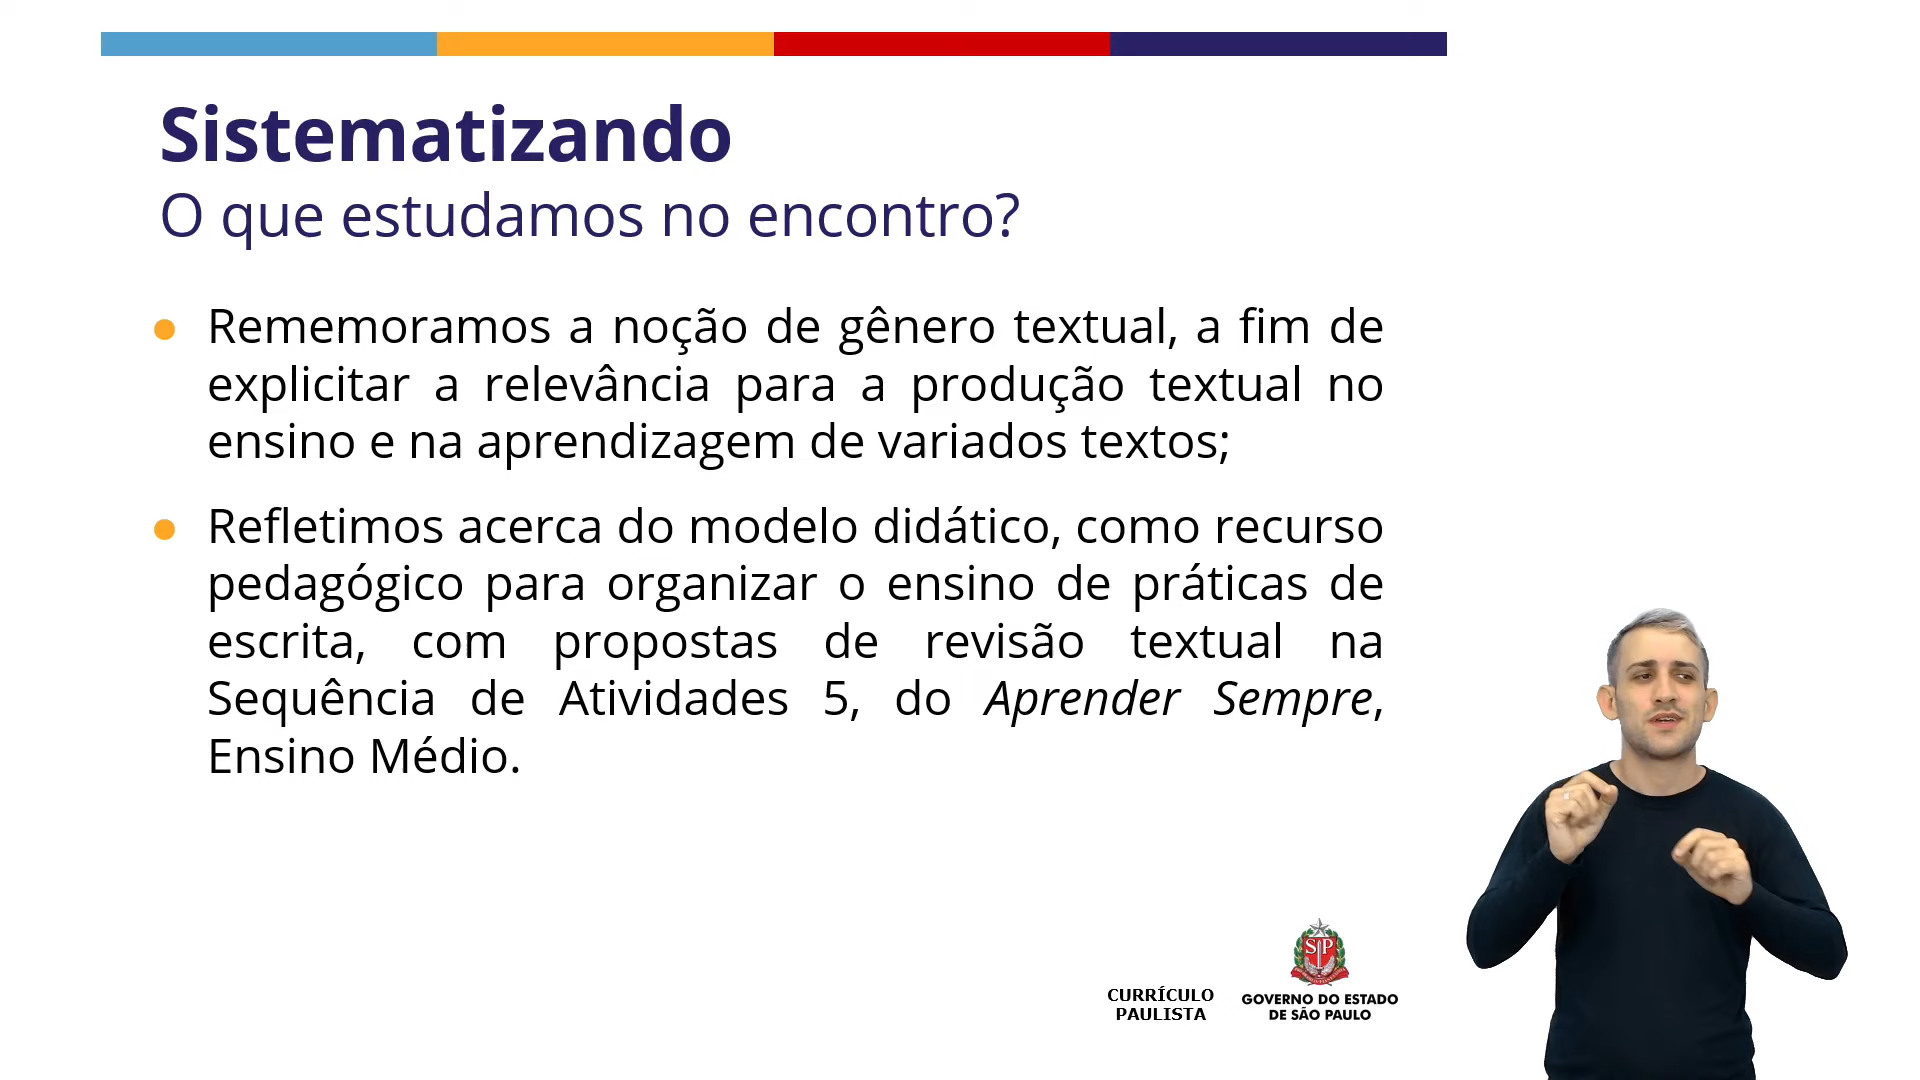 Sistematizando
O que estudamos no encontro?
Rememoramos a noção de gênero textual, a fim de
explicitar a relevância para a produção textual no
ensino e na aprendizagem de variados textos;
Refletimos acerca do modelo didático, como recurso
pedagógico para organizar o ensino de práticas de
escrita, com propostas de revisão textual na
Sequência de Atividades 5, do Aprender Sempre,
Ensino Médio.
CURRÍCULO
PAULISTA
SP
GOVERNO DO ESTADO
DE SÃO PAULO